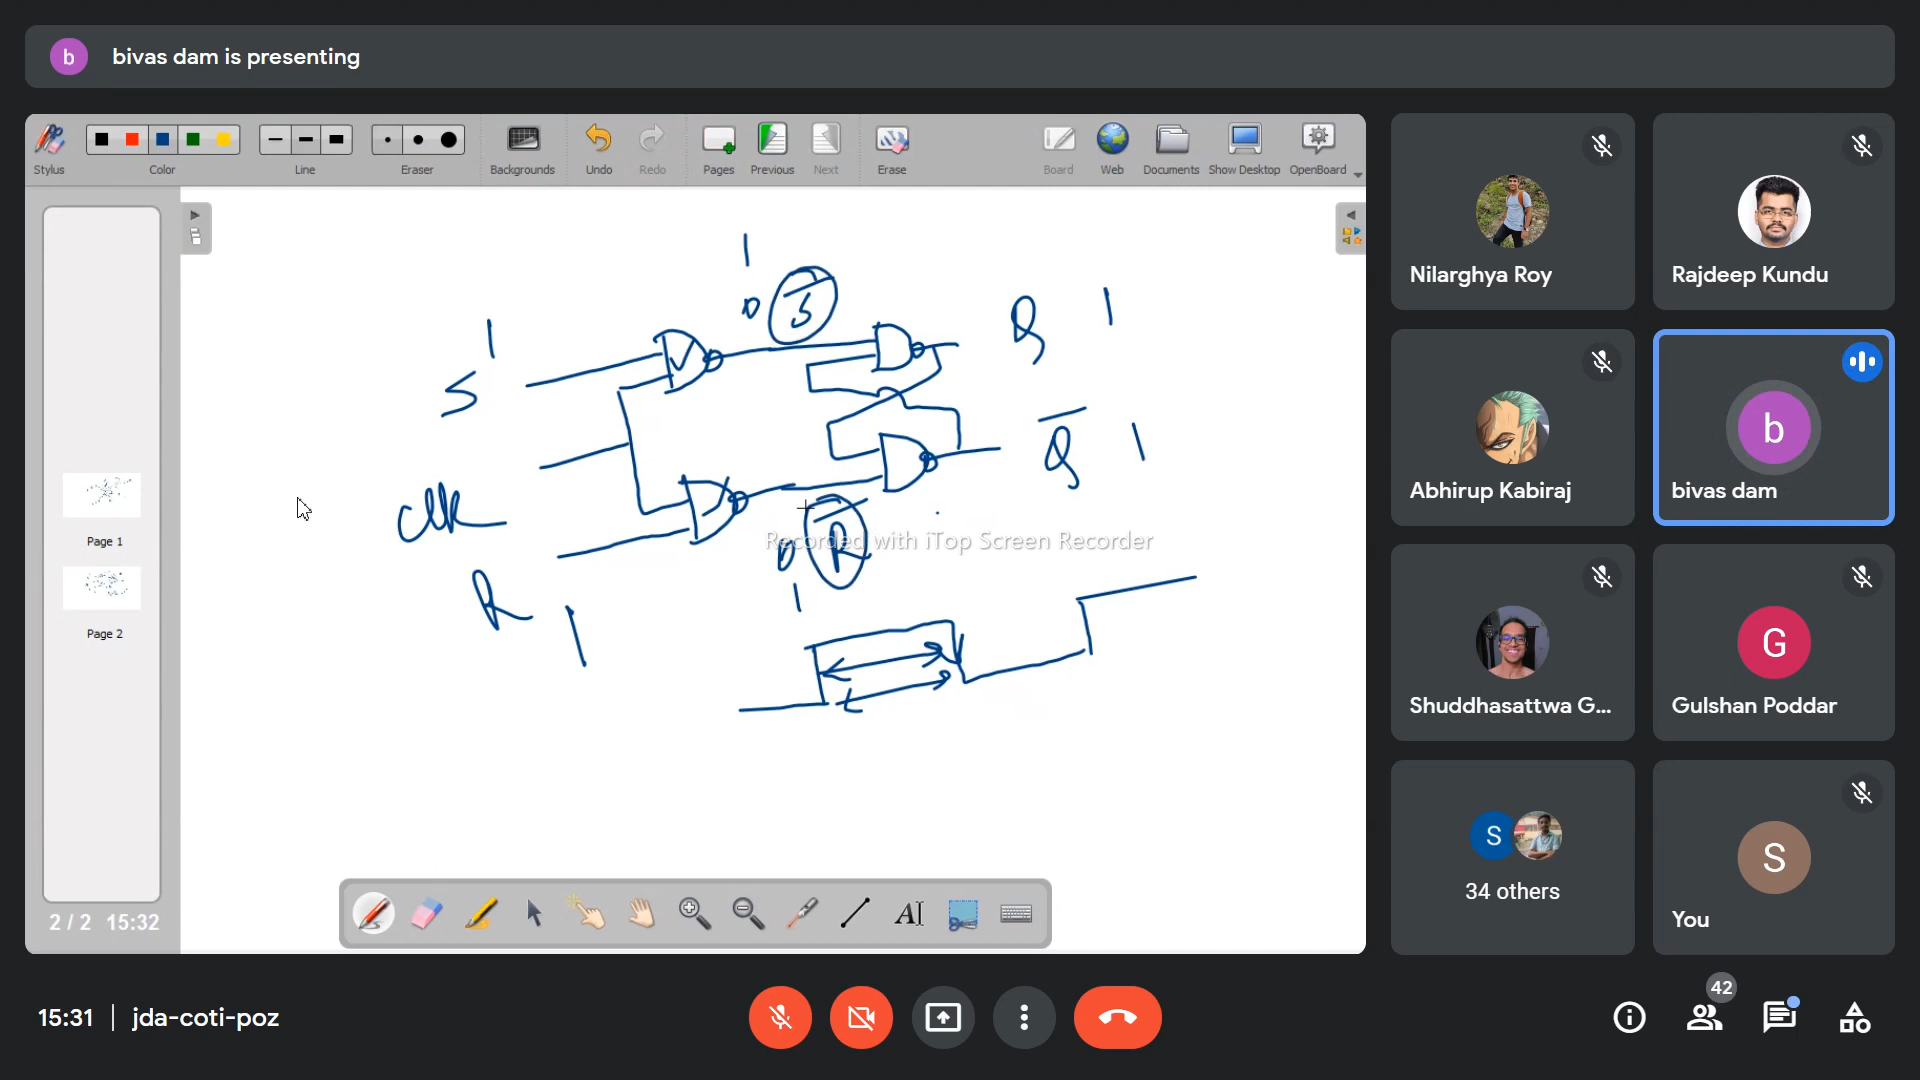 b
bivas dam is presenting
Stylus
Color
Line
Eraser
Backgrounds
Undo
Redo
Pages
Previous
Next
Erase
Board
Web
Documents
Show Desktop
OpenBoard
Page 1
Page 2
2 / 2 15:32
1
0 S̅
S 1
Q 1
Q̅ 1
Clk
R̅
0
1
R 1
t
Recorded with iTop Screen Recorder
AI
Nilarghya Roy
Rajdeep Kundu
Abhirup Kabiraj
b
bivas dam
Shuddhasattwa G...
G
Gulshan Poddar
S
34 others
S
You
15:31 | jda-coti-poz
42